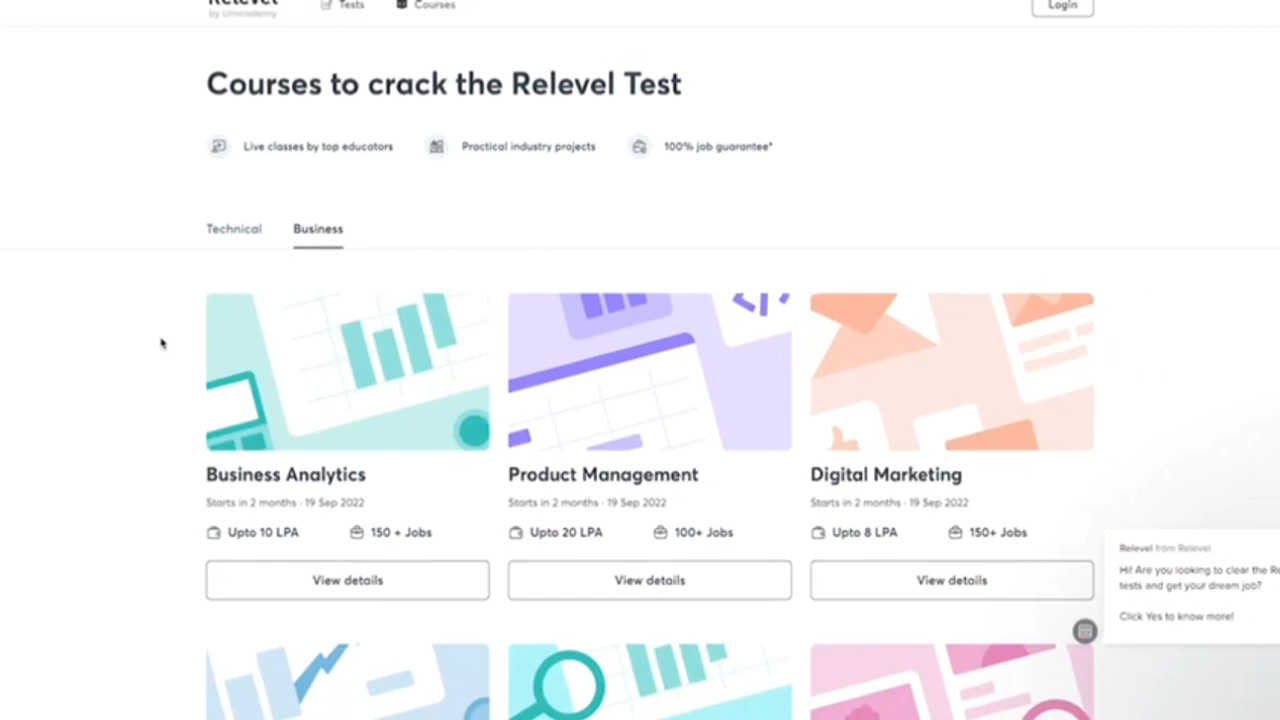 Relevel
by Unacademy
Tests
Courses
Login
Courses to crack the Relevel Test
Live classes by top educators
Practical industry projects
100% job guarantee*
Technical
Business
Business Analytics
Product Management
Digital Marketing
Starts in 2 months · 19 Sep 2022
Starts in 2 months · 19 Sep 2022
Starts in 2 months · 19 Sep 2022
Upto 10 LPA
150 + Jobs
Upto 20 LPA
100+ Jobs
Upto 8 LPA
150+ Jobs
View details
View details
View details
Relevel from Relevel
Hi! Are you looking to clear the Re
tests and get your dream job?
Click Yes to know more!